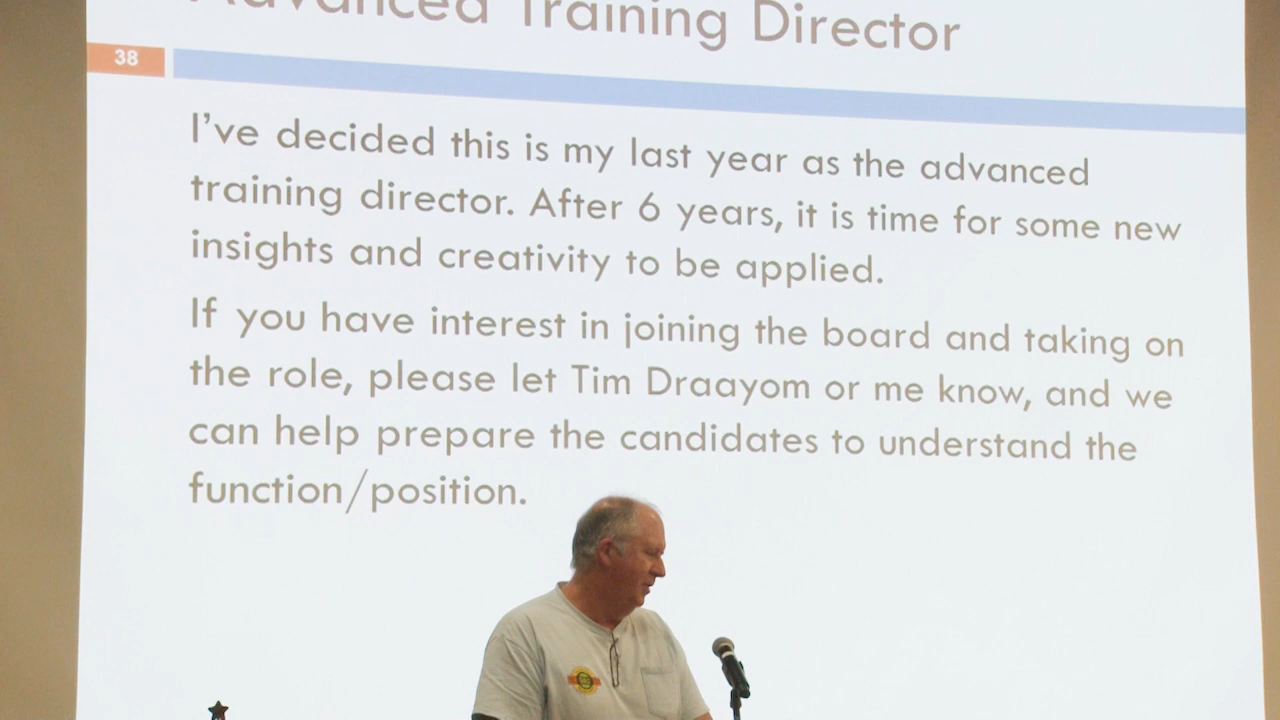 Advanced Training Director
38
I've decided this is my last year as the advanced
training director. After 6 years, it is time for some new
insights and creativity to be applied.
If you have interest in joining the board and taking on
the role, please let Tim Draayom or me know, and we
can help prepare the candidates to understand the
function/position.